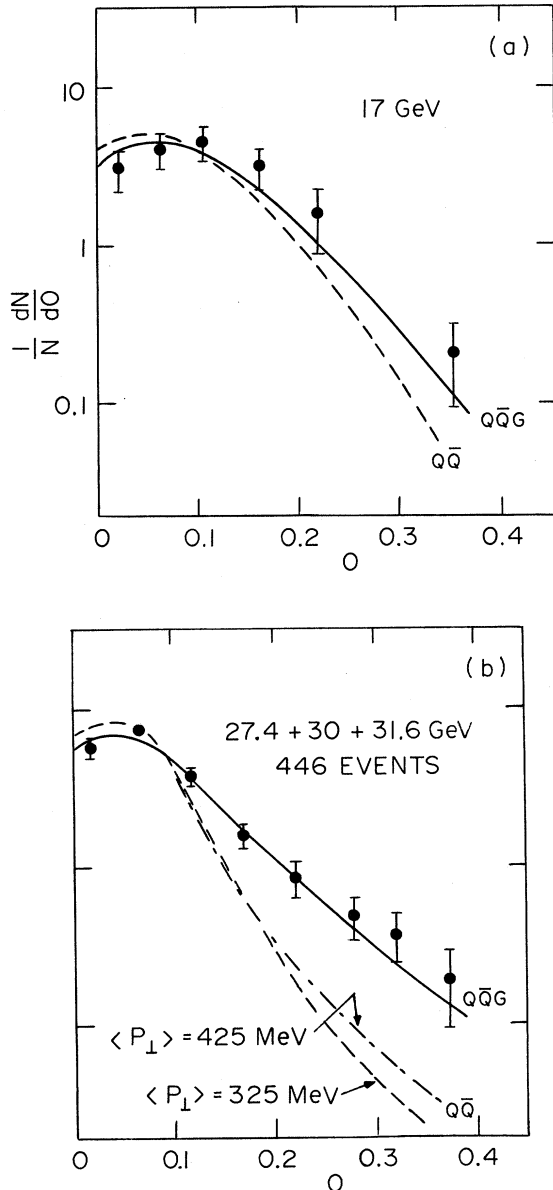 (a)
17 GeV
10
1
0.1
1/N dN/dO
QQ̄G
QQ̄
0 0.1 0.2 0.3 0.4
O
(b)
27.4 + 30 + 31.6 GeV
446 EVENTS
QQ̄G
⟨P⊥⟩ = 425 MeV
⟨P⊥⟩ = 325 MeV
QQ̄
0 0.1 0.2 0.3 0.4
O